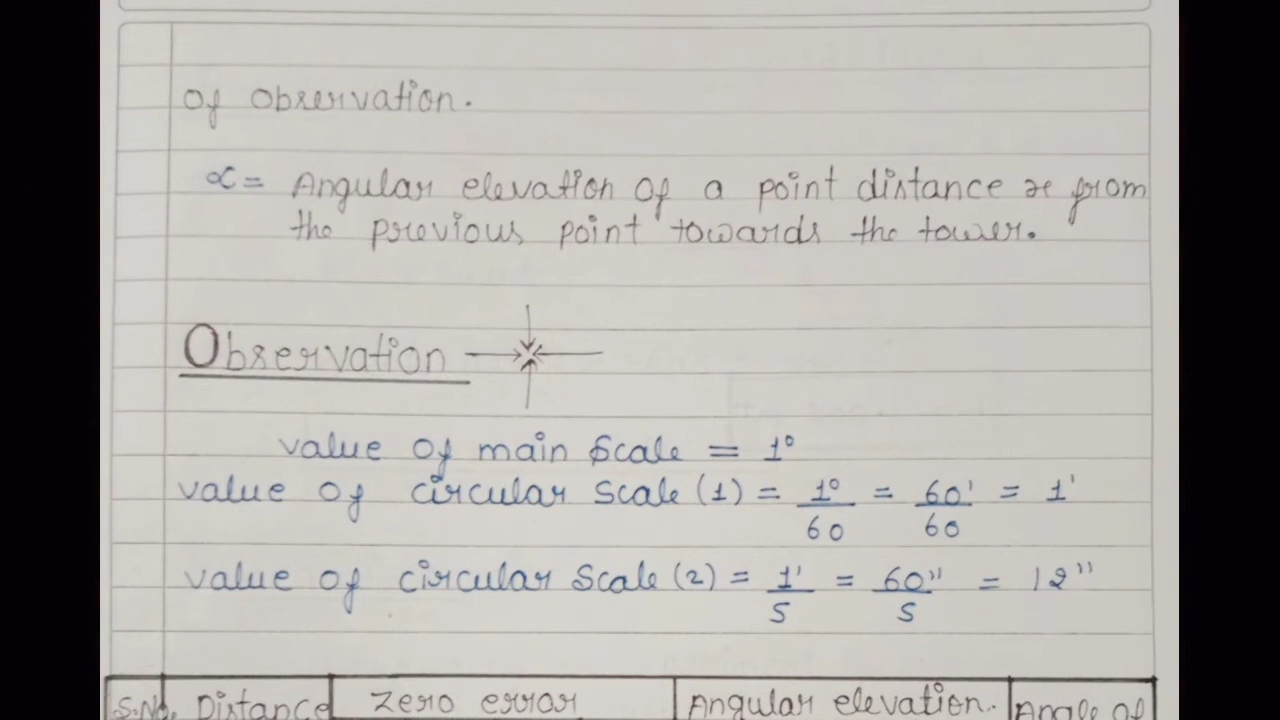 of observation.
∝ = Angular elevation of a point distance x from
the previous point towards the tower.
Observation
value of main scale = 1°
value of circular scale (1) = 1°/60 = 60'/60 = 1'
value of circular scale (2) = 1'/5 = 60"/5 = 12"
S.No. Distance Zero error Angular elevation. Angle of